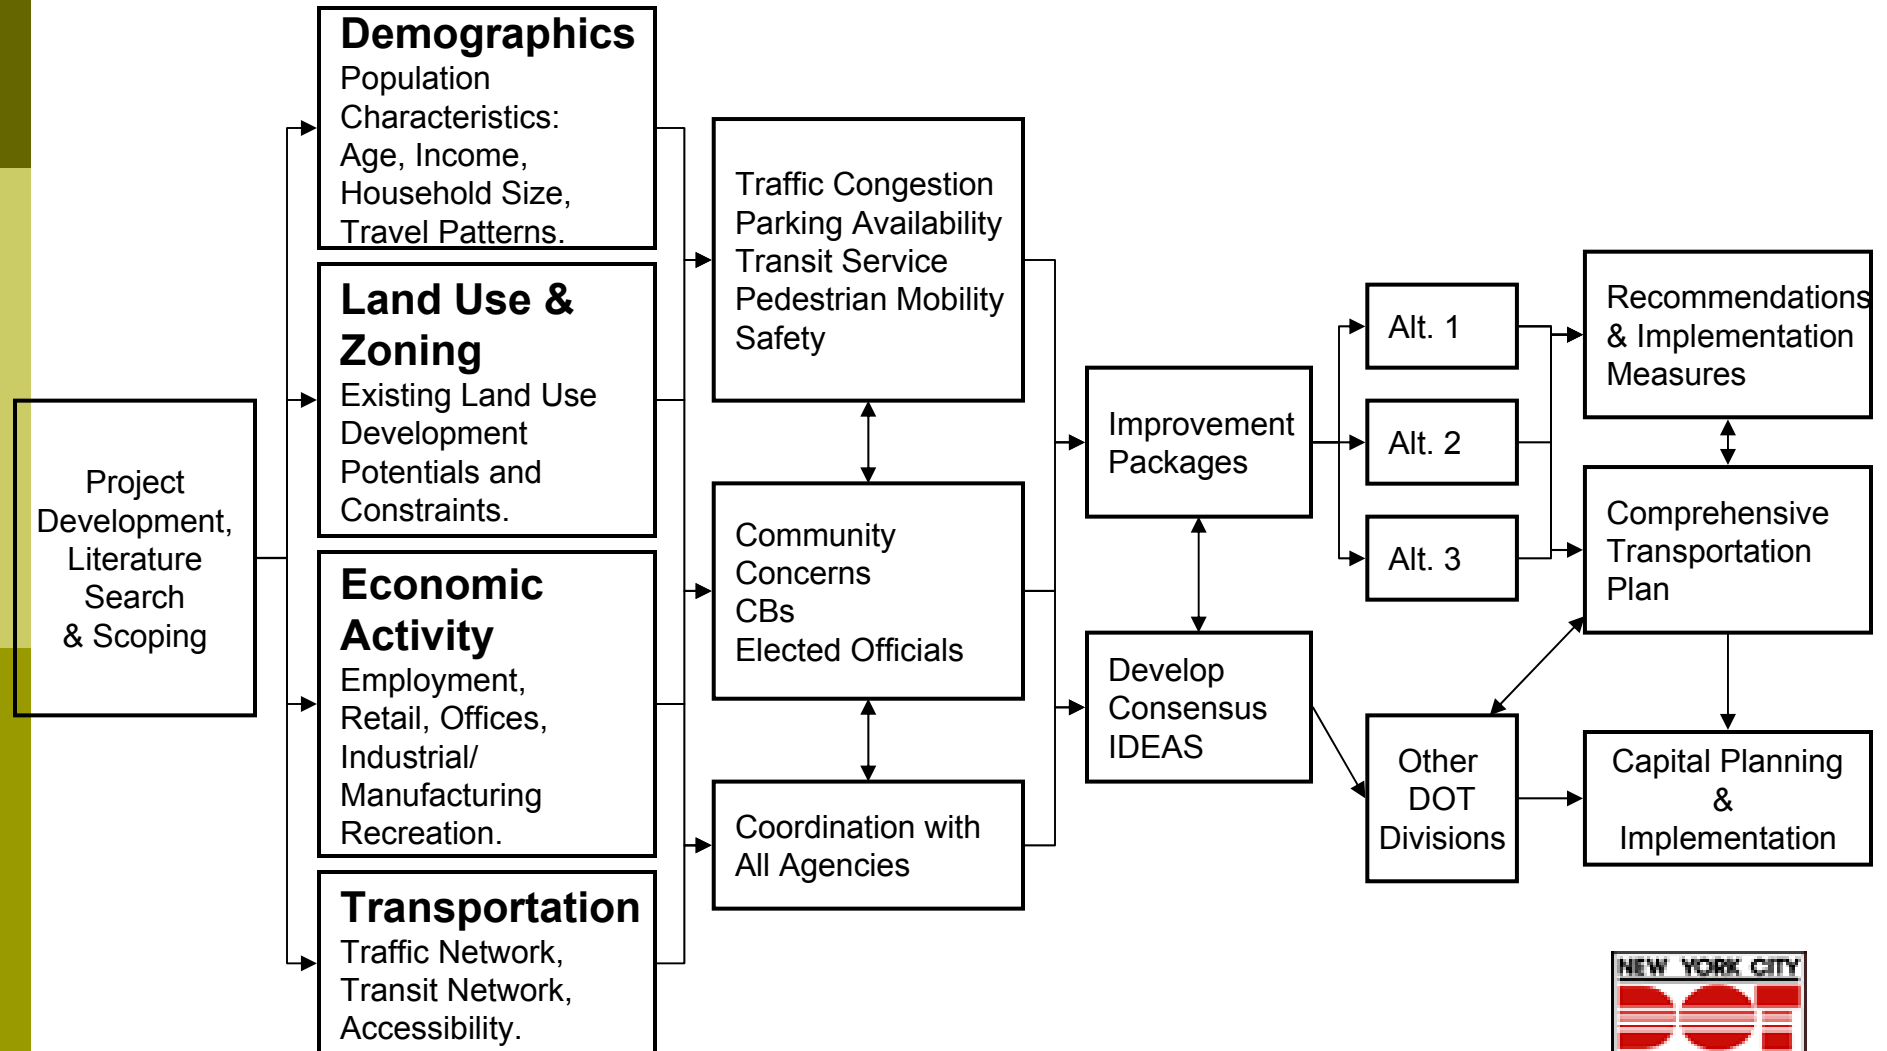 Project
Development,
Literature
Search
& Scoping
Demographics
Population
Characteristics:
Age, Income,
Household Size,
Travel Patterns.
Land Use &
Zoning
Existing Land Use
Development
Potentials and
Constraints.
Economic
Activity
Employment,
Retail, Offices,
Industrial/
Manufacturing
Recreation.
Transportation
Traffic Network,
Transit Network,
Accessibility.
Traffic Congestion
Parking Availability
Transit Service
Pedestrian Mobility
Safety
Community
Concerns
CBs
Elected Officials
Coordination with
All Agencies
Improvement
Packages
Develop
Consensus
IDEAS
Alt. 1
Alt. 2
Alt. 3
Other
DOT
Divisions
Recommendations
& Implementation
Measures
Comprehensive
Transportation
Plan
Capital Planning
&
Implementation
NEW YORK CITY
DOT